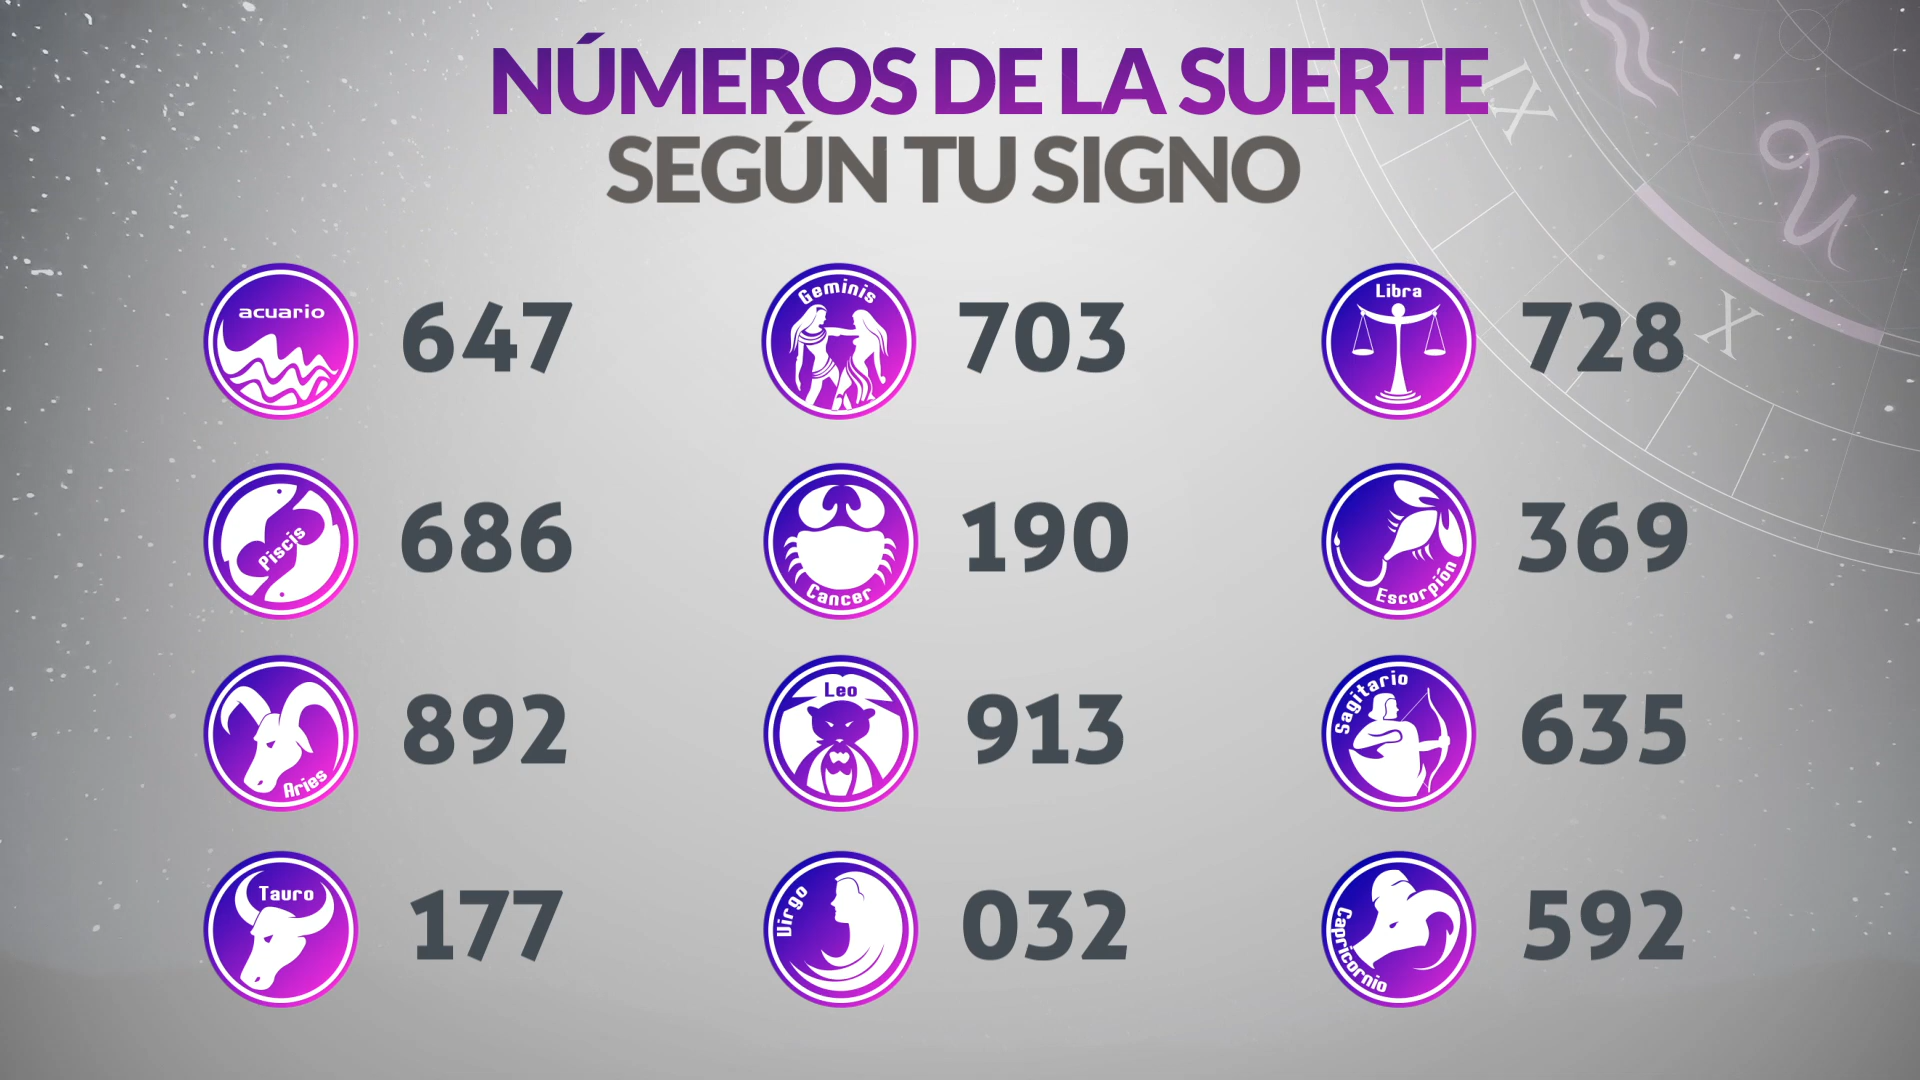 NÚMEROS DE LA SUERTE
SEGÚN TU SIGNO
acuario 647
Geminis 703
Libra 728
Piscis 686
Cancer 190
Escorpión 369
Aries 892
Leo 913
Sagitario 635
Tauro 177
Virgo 032
Capricornio 592